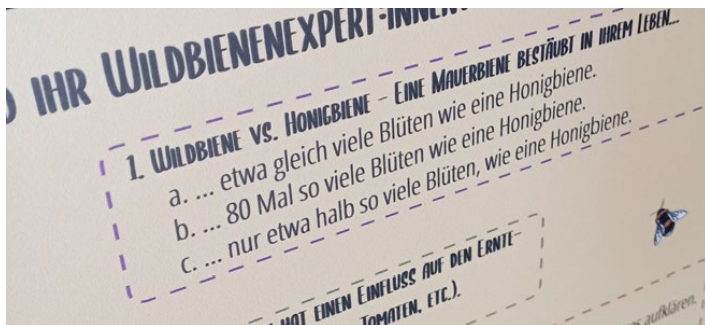 IHR WILDBIENENEXPERT·INNEN
1. WILDBIENE VS. HONIGBIENE – EINE MAUERBIENE BESTÄUBT IN IHREM LEBEN...
a. ... etwa gleich viele Blüten wie eine Honigbiene.
b. ... 80 Mal so viele Blüten wie eine Honigbiene.
c. ... nur etwa halb so viele Blüten, wie eine Honigbiene.
HAT EINEN EINFLUSS AUF DEN ERNTE-
TOMATEN, ETC.).
aufklären.